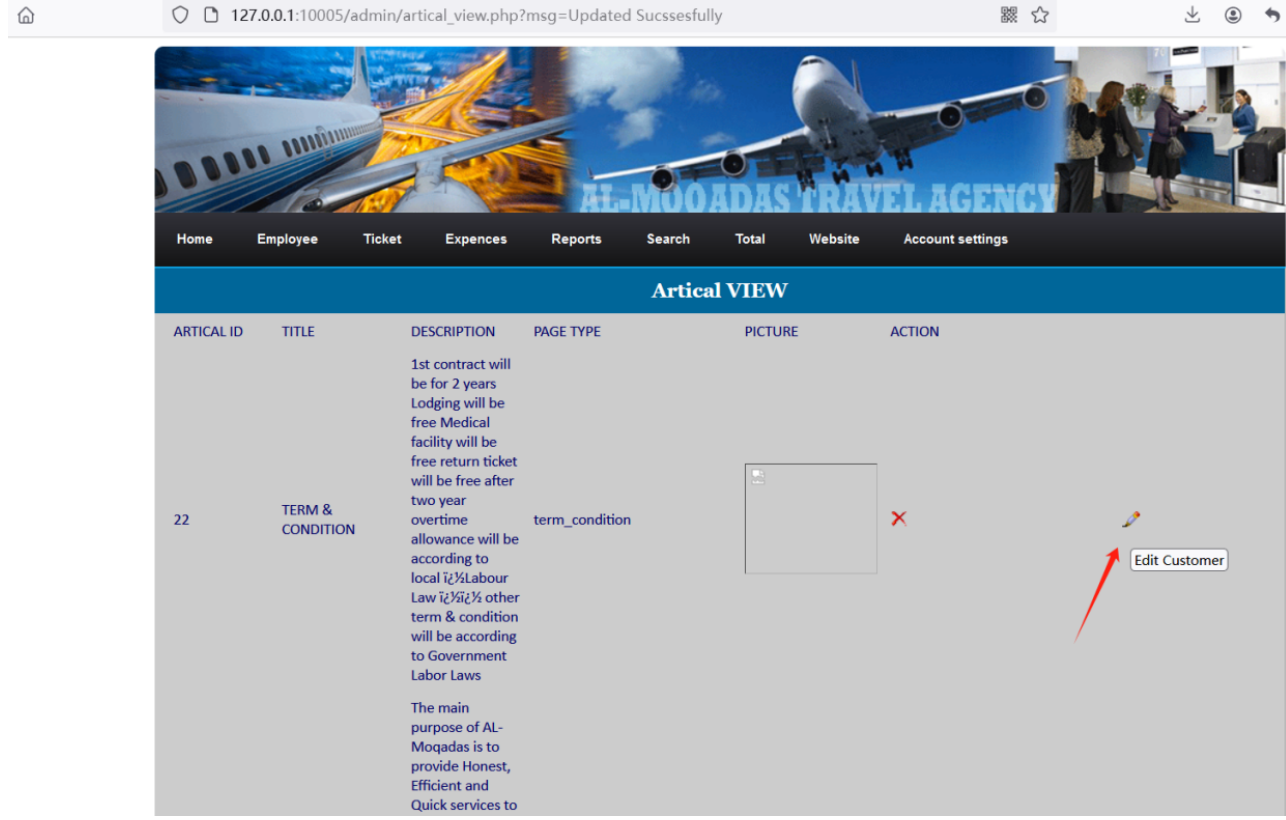 127.0.0.1:10005/admin/artical_view.php?msg=Updated Sucssesfully
AL-MOQADAS TRAVEL AGENCY
Home Employee Ticket Expences Reports Search Total Website Account settings
Artical VIEW
ARTICAL ID TITLE DESCRIPTION PAGE TYPE PICTURE ACTION
1st contract will
be for 2 years
Lodging will be
free Medical
facility will be
free return ticket
will be free after
two year
22 TERM & CONDITION overtime term_condition
allowance will be
according to
local ï¿½Labour
Law ï¿½ï¿½ other
term & condition
will be according
to Government
Labor Laws
Edit Customer
The main
purpose of AL-
Moqadas is to
provide Honest,
Efficient and
Quick services to